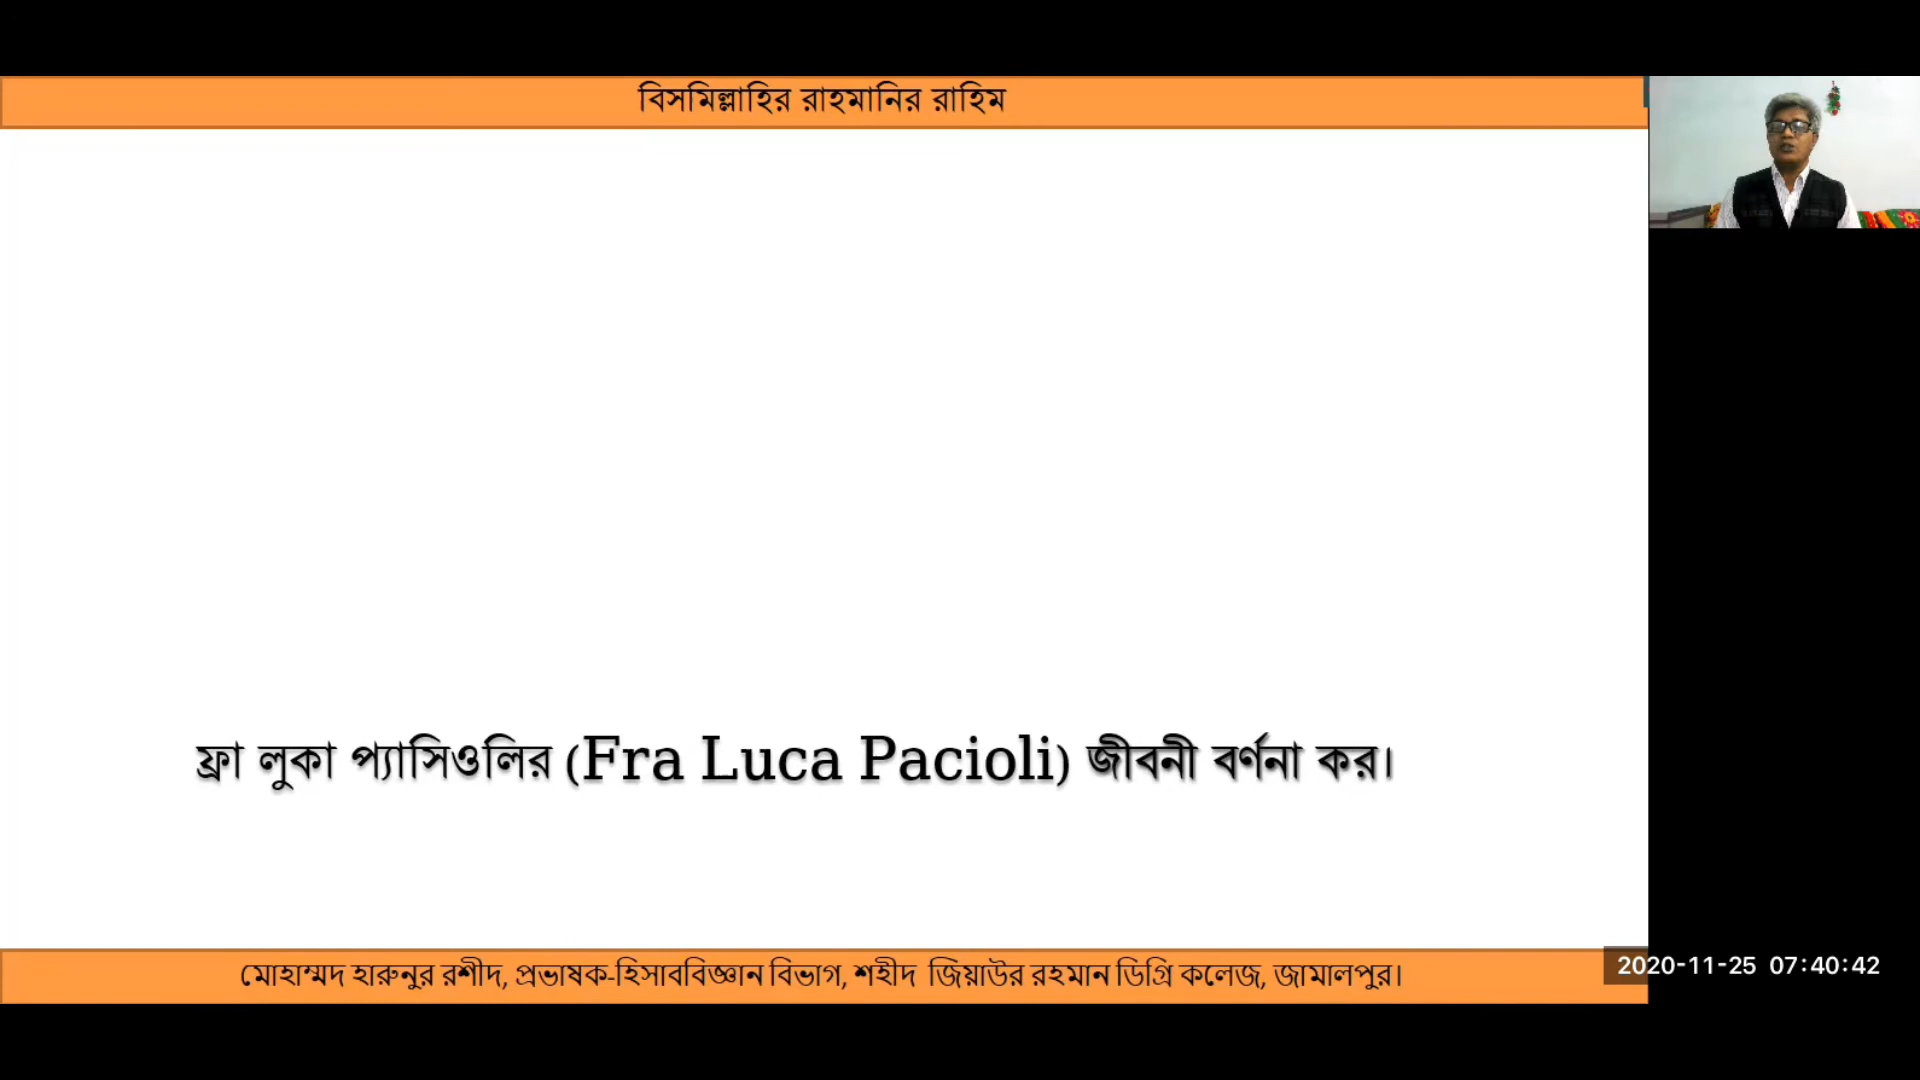 বিসমিল্লাহির রাহমানির রাহিম
ফ্রা লুকা প্যাসিওলির (Fra Luca Pacioli) জীবনী বর্ণনা কর।
মোহাম্মদ হারুনুর রশীদ, প্রভাষক-হিসাববিজ্ঞান বিভাগ, শহীদ জিয়াউর রহমান ডিগ্রি কলেজ, জামালপুর।
2020-11-25 07:40:42